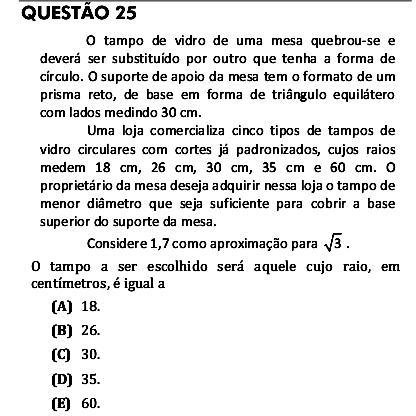 QUESTÃO 25
O tampo de vidro de uma mesa quebrou-se e
deverá ser substituído por outro que tenha a forma de
círculo. O suporte de apoio da mesa tem o formato de um
prisma reto, de base em forma de triângulo equilátero
com lados medindo 30 cm.
Uma loja comercializa cinco tipos de tampos de
vidro circulares com cortes já padronizados, cujos raios
medem 18 cm, 26 cm, 30 cm, 35 cm e 60 cm. O
proprietário da mesa deseja adquirir nessa loja o tampo de
menor diâmetro que seja suficiente para cobrir a base
superior do suporte da mesa.
Considere 1,7 como aproximação para √3 .
O tampo a ser escolhido será aquele cujo raio, em
centímetros, é igual a
(A) 18.
(B) 26.
(C) 30.
(D) 35.
(E) 60.